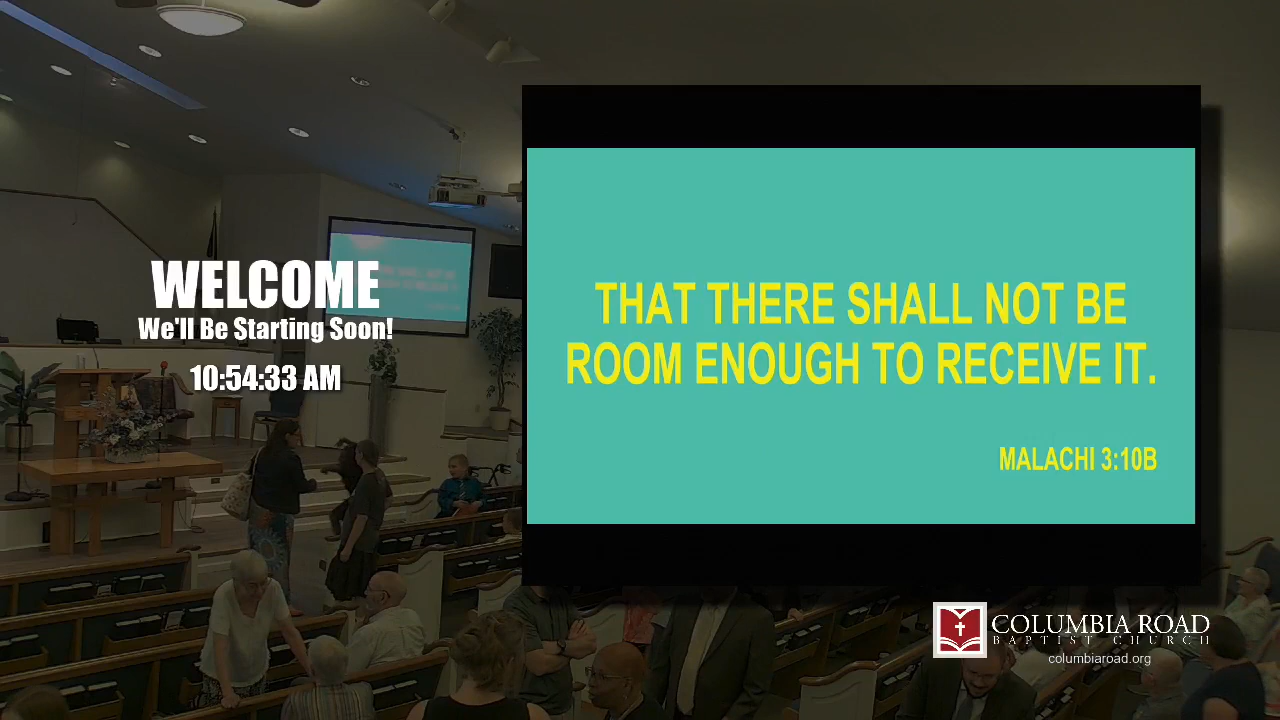 WELCOME
We'll Be Starting Soon!
10:54:33 AM
THAT THERE SHALL NOT BE
ROOM ENOUGH TO RECEIVE IT.
MALACHI 3:10B
COLUMBIA ROAD
BAPTIST CHURCH
columbiaroad.org